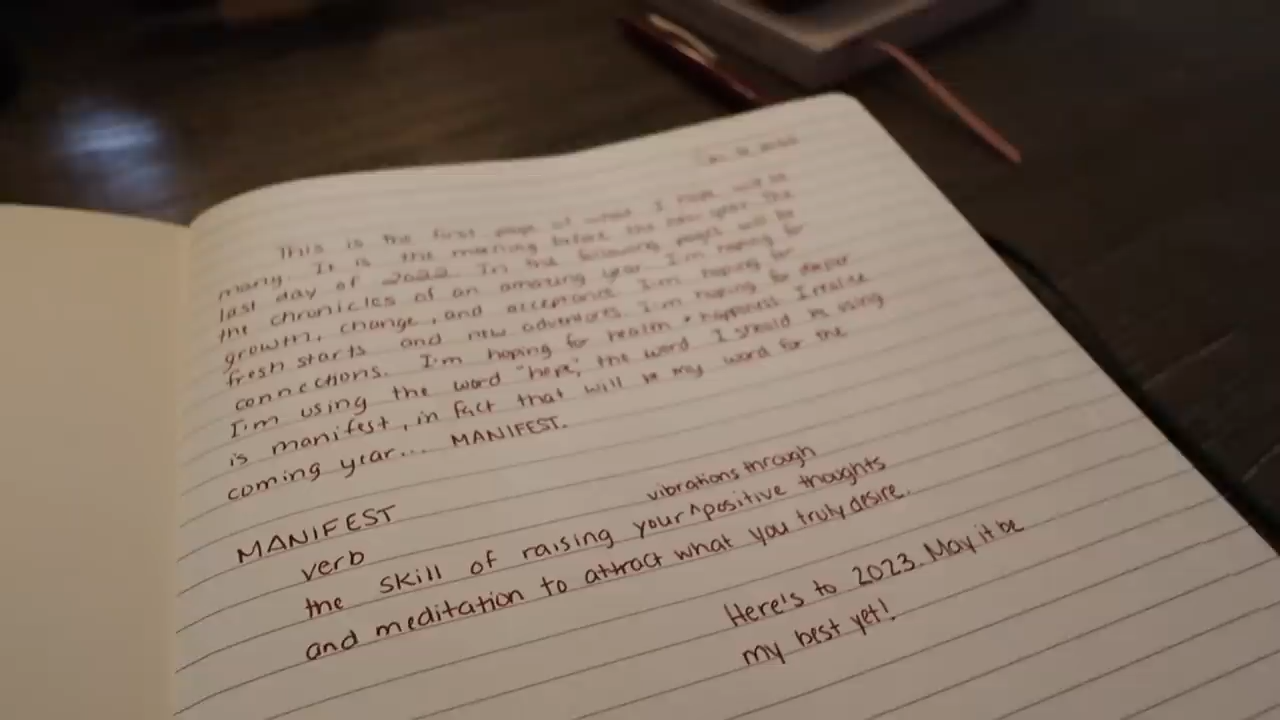 This is the first page of what I hope will be
many. It is the morning before the new year. The
last day of 2022. In the following pages will be
the chronicles of an amazing year. I'm hoping for
growth, change, and acceptance. I'm hoping for
fresh starts and new adventures. I'm hoping for deeper
connections. I'm hoping for health + happiness. I realize
I'm using the word "hope", the word I should be using
is manifest, in fact that will be my word for the
coming year... MANIFEST.
MANIFEST
verb
vibrations through
the skill of raising your ^ positive thoughts
and meditation to attract what you truly desire.
Here's to 2023. May it be
my best yet!